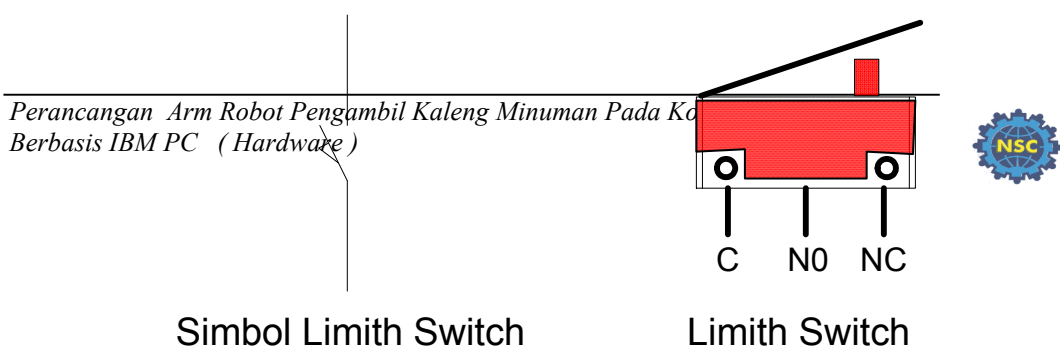 Perancangan Arm Robot Pengambil Kaleng Minuman Pada Ko
Berbasis IBM PC ( Hardware )
NSC
C N0 NC
Simbol Limith Switch Limith Switch